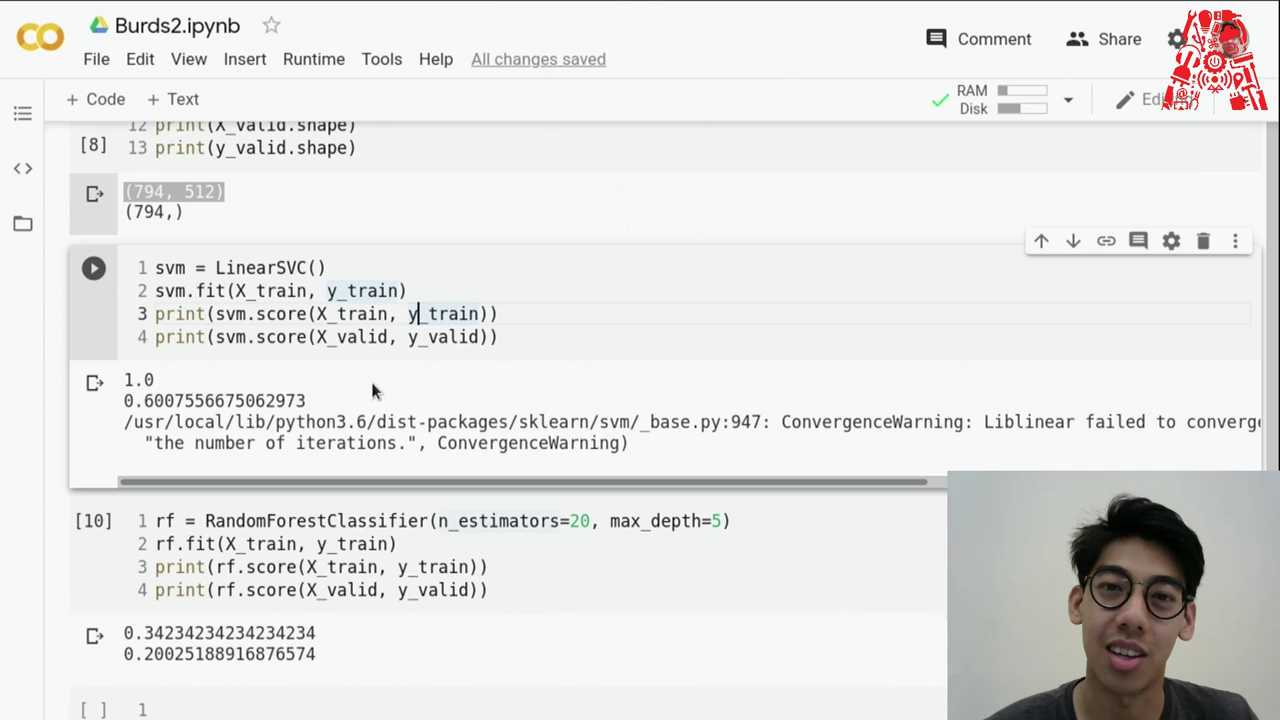 Burds2.ipynb
File Edit View Insert Runtime Tools Help All changes saved
Comment Share
+ Code + Text
RAM
Disk
12 print(X_valid.shape)
[8] 13 print(y_valid.shape)
(794, 512)
(794,)
1 svm = LinearSVC()
2 svm.fit(X_train, y_train)
3 print(svm.score(X_train, y_train))
4 print(svm.score(X_valid, y_valid))
1.0
0.6007556675062973
/usr/local/lib/python3.6/dist-packages/sklearn/svm/_base.py:947: ConvergenceWarning: Liblinear failed to converge
"the number of iterations.", ConvergenceWarning)
[10] 1 rf = RandomForestClassifier(n_estimators=20, max_depth=5)
2 rf.fit(X_train, y_train)
3 print(rf.score(X_train, y_train))
4 print(rf.score(X_valid, y_valid))
0.34234234234234234
0.20025188916876574
[ ] 1